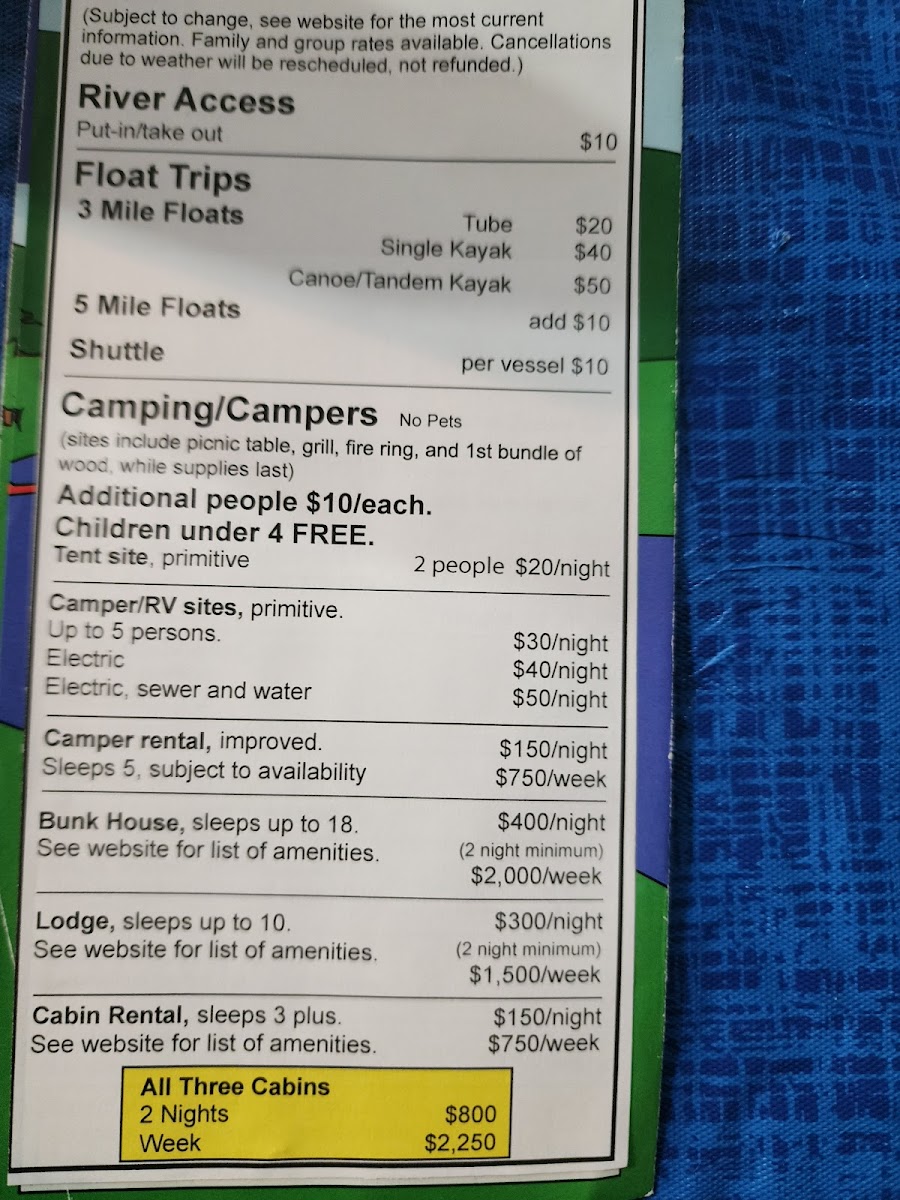 (Subject to change, see website for the most current
information. Family and group rates available. Cancellations
due to weather will be rescheduled, not refunded.)
River Access
Put-in/take out $10
Float Trips
3 Mile Floats
Tube $20
Single Kayak $40
Canoe/Tandem Kayak $50
5 Mile Floats add $10
Shuttle per vessel $10
Camping/Campers No Pets
(sites include picnic table, grill, fire ring, and 1st bundle of
wood, while supplies last)
Additional people $10/each.
Children under 4 FREE.
Tent site, primitive 2 people $20/night
Camper/RV sites, primitive.
Up to 5 persons. $30/night
Electric $40/night
Electric, sewer and water $50/night
Camper rental, improved. $150/night
Sleeps 5, subject to availability $750/week
Bunk House, sleeps up to 18. $400/night
See website for list of amenities. (2 night minimum)
$2,000/week
Lodge, sleeps up to 10. $300/night
See website for list of amenities. (2 night minimum)
$1,500/week
Cabin Rental, sleeps 3 plus. $150/night
See website for list of amenities. $750/week
All Three Cabins
2 Nights $800
Week $2,250